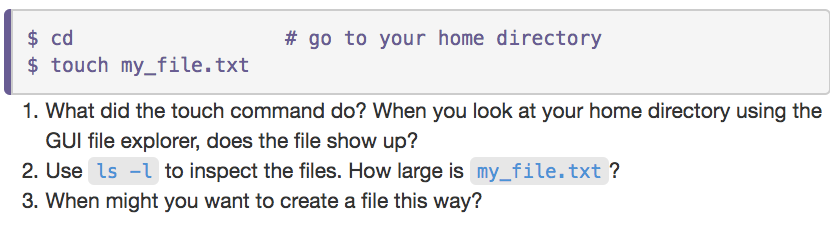 $ cd                   # go to your home directory
$ touch my_file.txt
1. What did the touch command do? When you look at your home directory using the
GUI file explorer, does the file show up?
2. Use ls -l to inspect the files. How large is my_file.txt ?
3. When might you want to create a file this way?